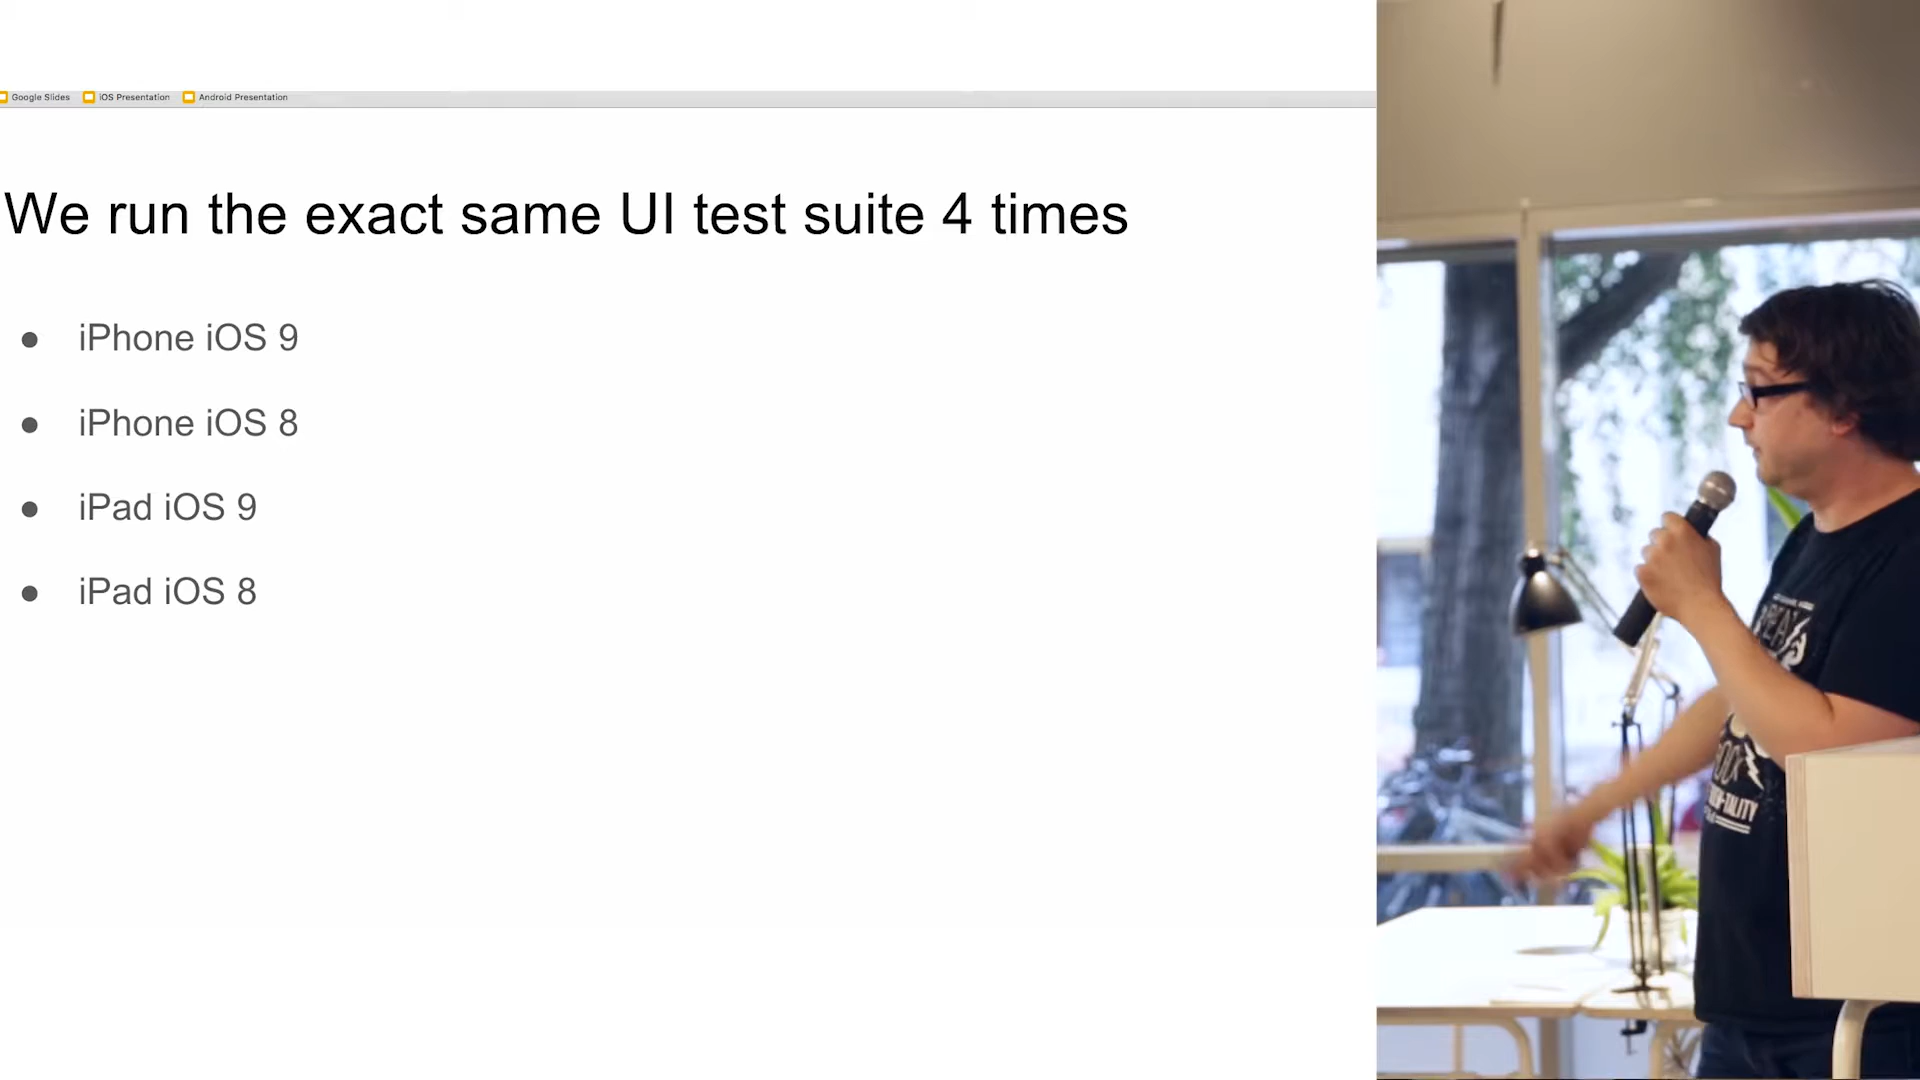 Google Slides iOS Presentation Android Presentation
We run the exact same UI test suite 4 times
● iPhone iOS 9
● iPhone iOS 8
● iPad iOS 9
● iPad iOS 8